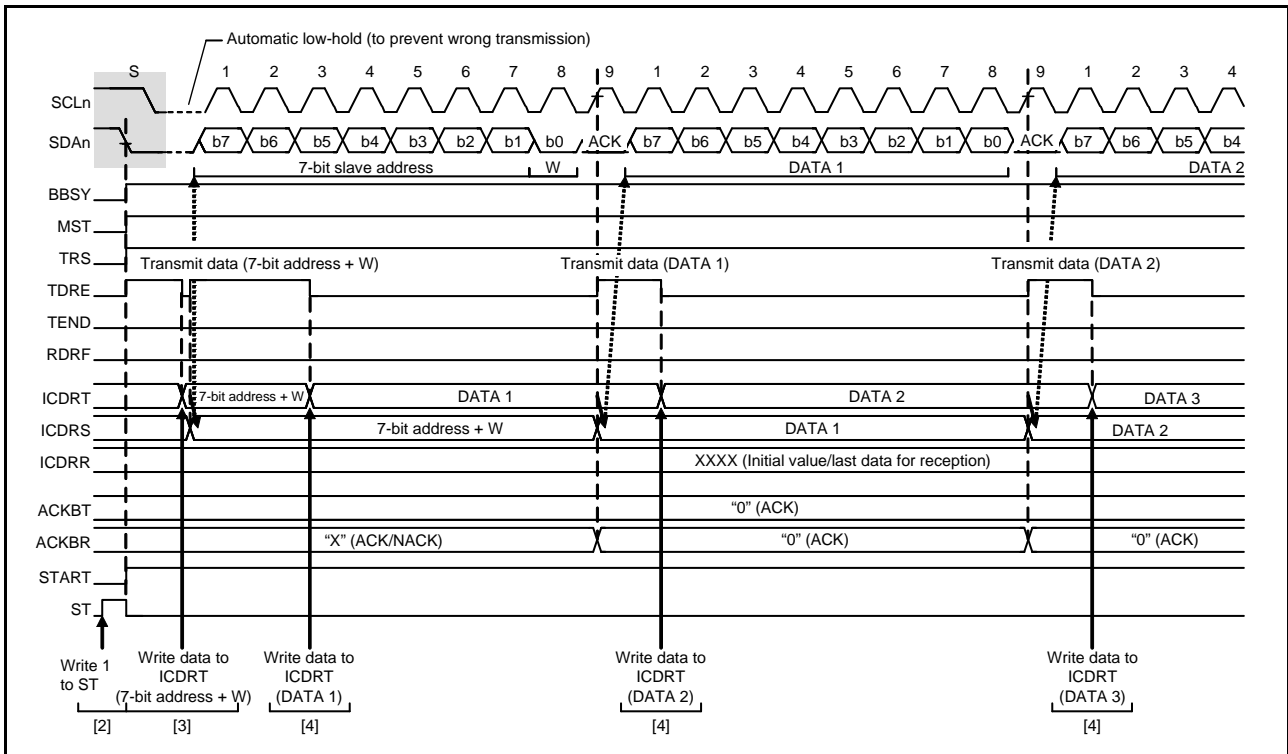 Automatic low-hold (to prevent wrong transmission)
S 1 2 3 4 5 6 7 8 9 1 2 3 4 5 6 7 8 9 1 2 3 4
SCLn
SDAn b7 b6 b5 b4 b3 b2 b1 b0 ACK b7 b6 b5 b4 b3 b2 b1 b0 ACK b7 b6 b5 b4
7-bit slave address W DATA 1 DATA 2
BBSY
MST
TRS
Transmit data (7-bit address + W) Transmit data (DATA 1) Transmit data (DATA 2)
TDRE
TEND
RDRF
ICDRT 7-bit address + W DATA 1 DATA 2 DATA 3
ICDRS 7-bit address + W DATA 1 DATA 2
ICDRR XXXX (Initial value/last data for reception)
ACKBT "0" (ACK)
ACKBR "X" (ACK/NACK) "0" (ACK) "0" (ACK)
START
ST
Write 1
to ST
Write data to
ICDRT
(7-bit address + W)
Write data to
ICDRT
(DATA 1)
Write data to
ICDRT
(DATA 2)
Write data to
ICDRT
(DATA 3)
[2] [3] [4] [4] [4]